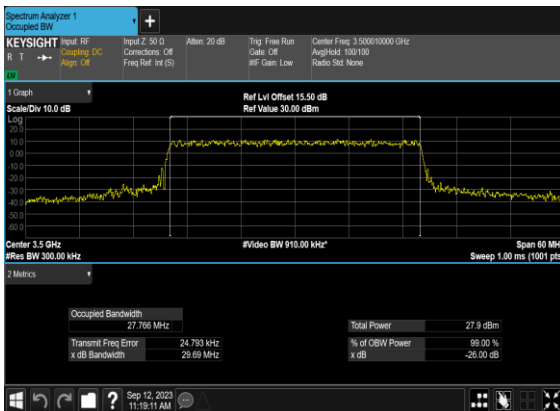 Spectrum Analyzer 1
Occupied BW
KEYSIGHT Input: RF Input Z: 50 Ω Atten: 20 dB Trig: Free Run Center Freq: 3.500010000 GHz
R T Coupling: DC Corrections: Off Gate: Off Avg|Hold: 100/100
Align: Off Freq Ref: Int (S) #IF Gain: Low Radio Std: None
LV
1 Graph
Ref Lvl Offset 15.50 dB
Scale/Div 10.0 dB Ref Value 30.00 dBm
Log
20.0
10.0
0.00
-10.0
-20.0
-30.0
-40.0
-50.0
-60.0
Center 3.5 GHz #Video BW 910.00 kHz* Span 60 MH
#Res BW 300.00 kHz Sweep 1.00 ms (1001 pts
2 Metrics
Occupied Bandwidth
27.766 MHz Total Power 27.9 dBm
Transmit Freq Error 24.793 kHz % of OBW Power 99.00 %
x dB Bandwidth 29.69 MHz x dB -26.00 dB
? Sep 12, 2023
11:19:11 AM